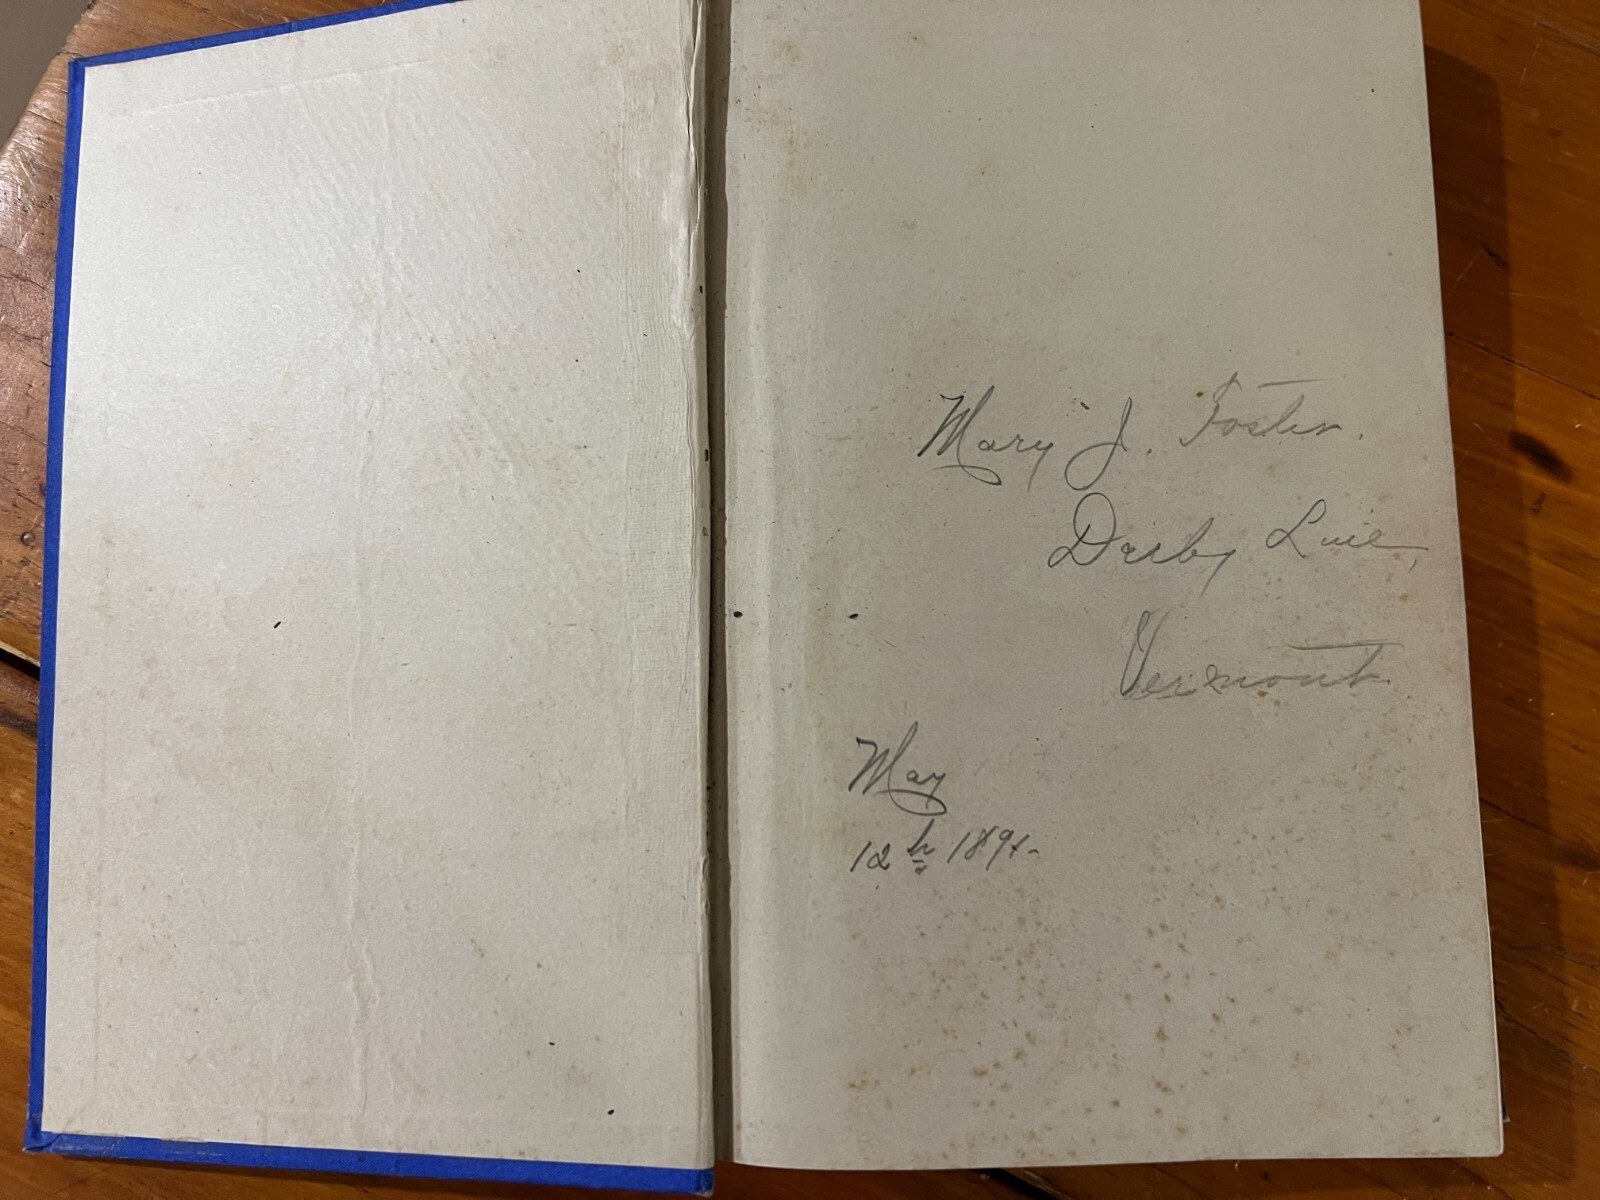 Mary J. Foster.
Derby Line,
Vermont
May
12th 1891-